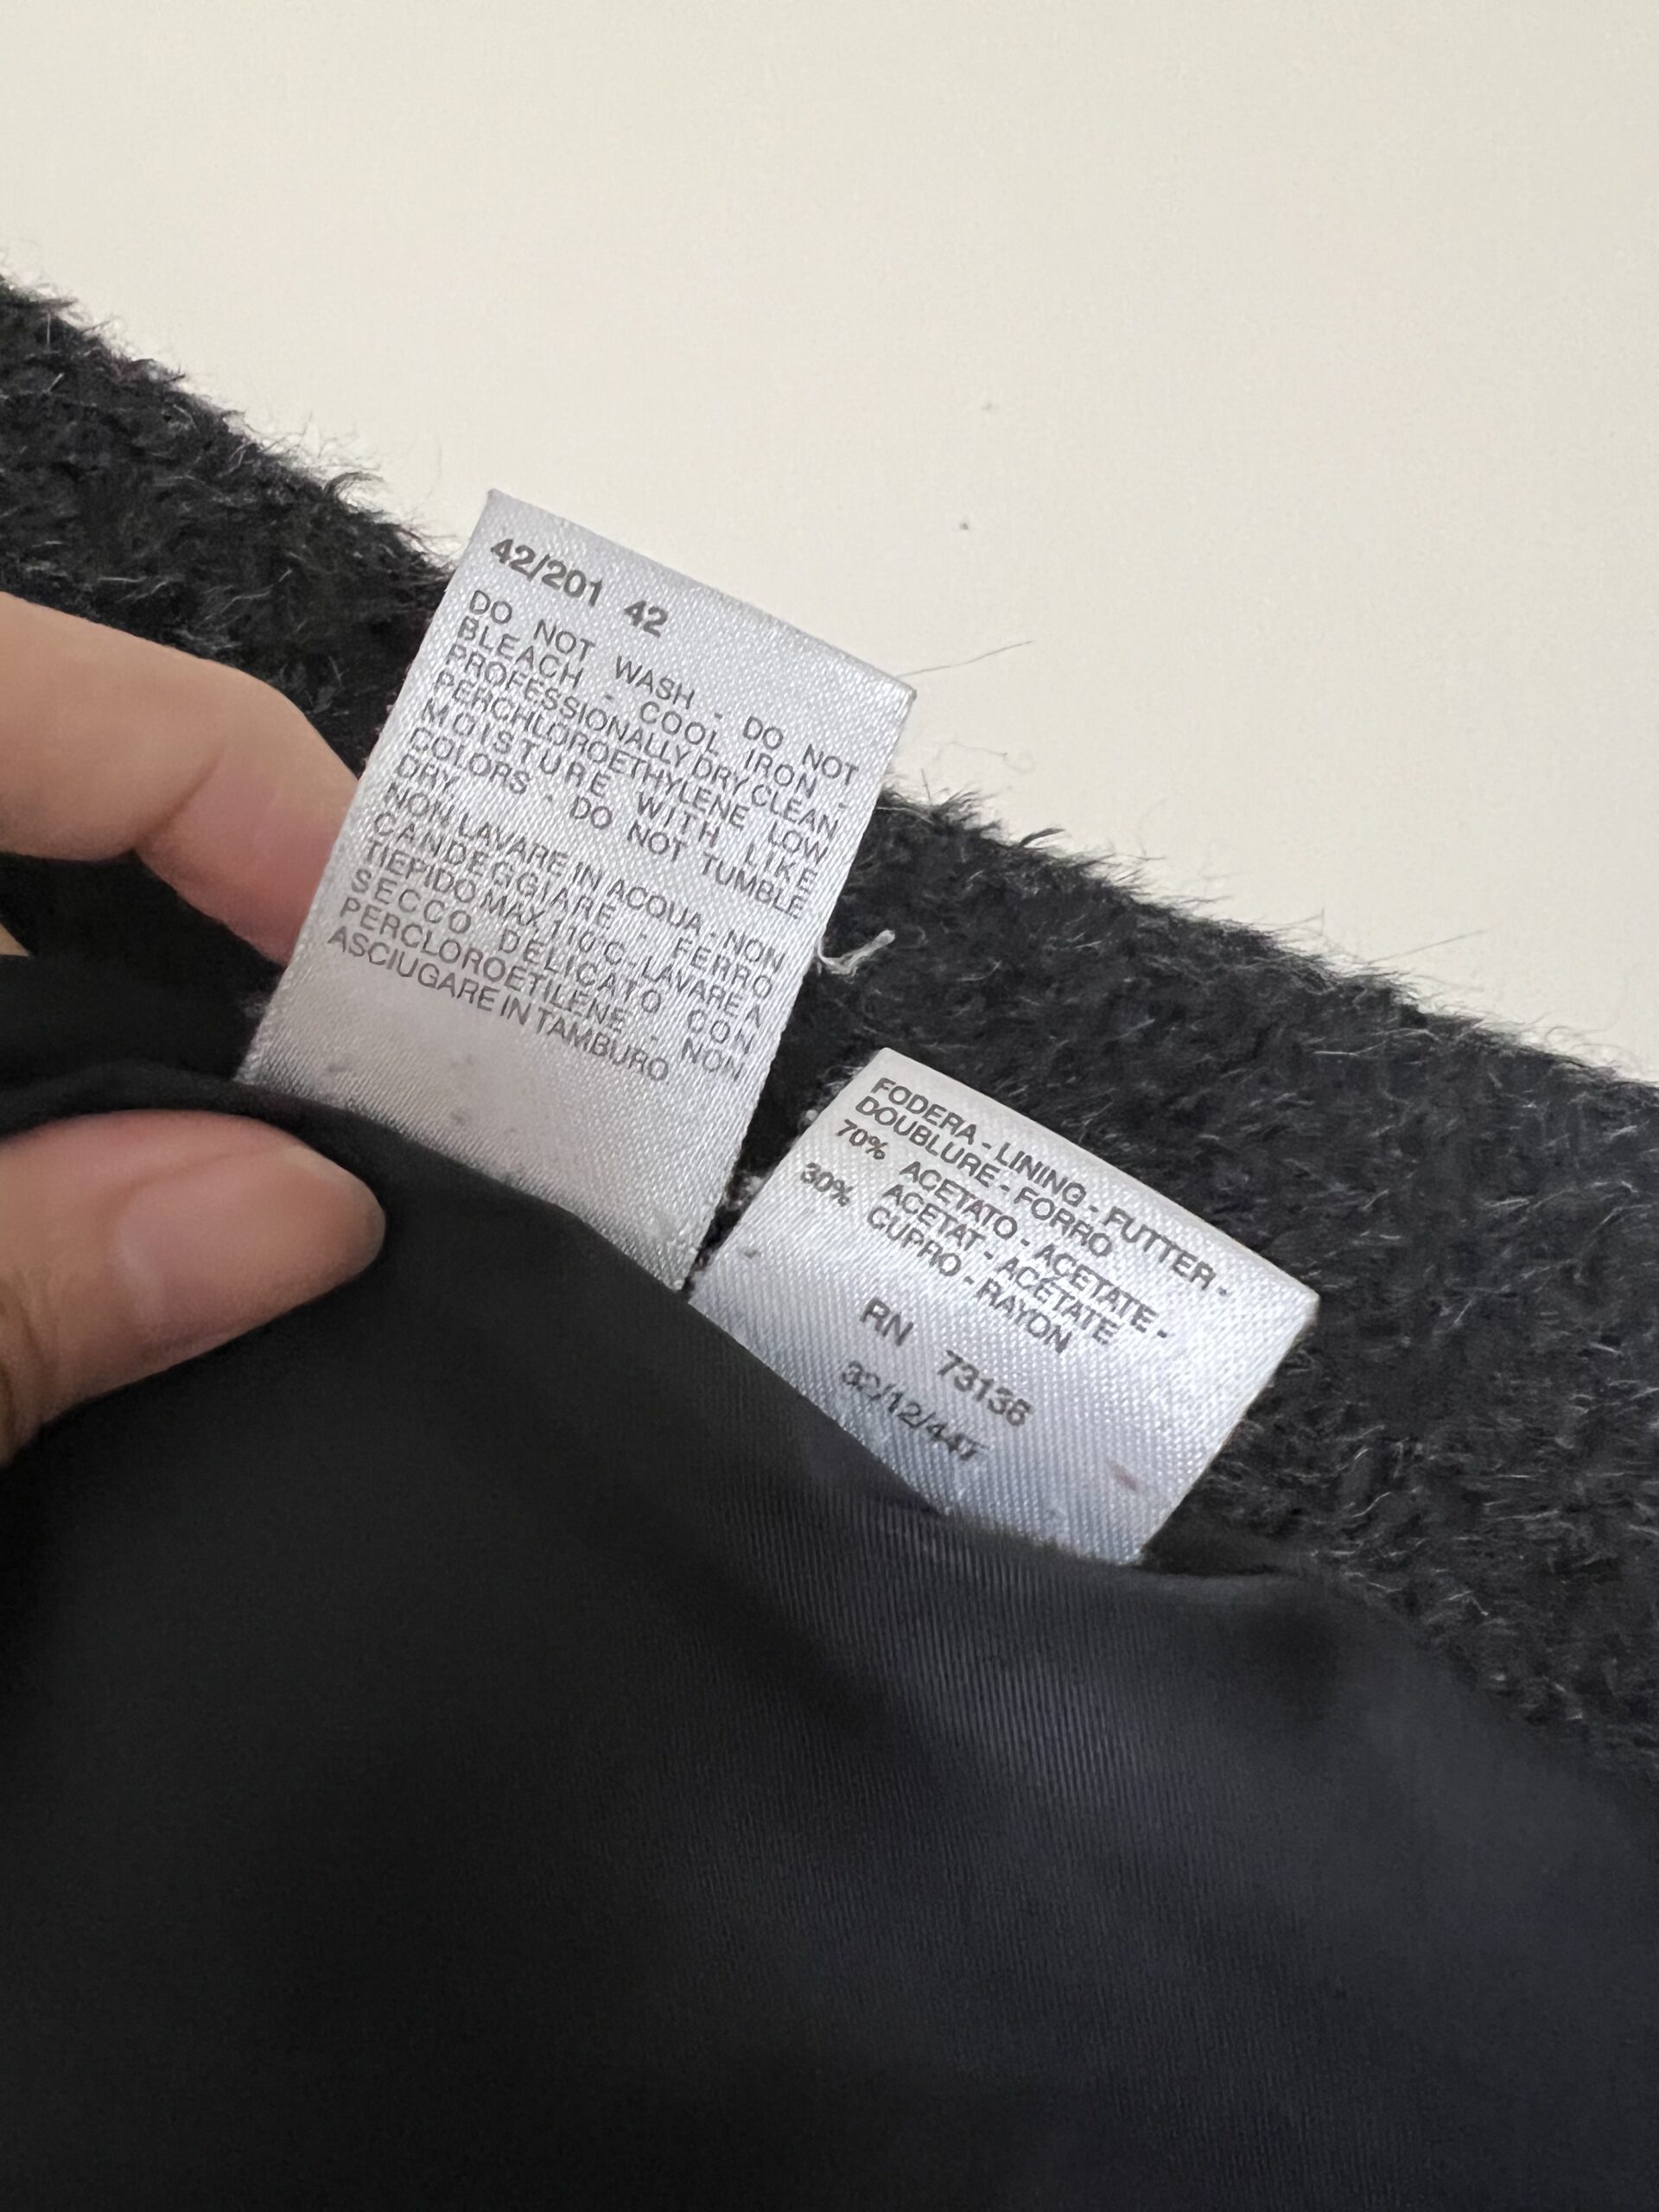 42/201 42
DO NOT WASH - DO NOT
BLEACH - COOL IRON -
PROFESSIONALLY DRY CLEAN
PERCHLOROETHYLENE LOW
MOISTURE WITH LIKE
COLORS - DO NOT TUMBLE
DRY
NON LAVARE IN ACQUA - NON
CANDEGGIARE - FERRO
TIEPIDO MAX 110°C - LAVARE A
SECCO DELICATO CON
PERCLOROETILENE - NON
ASCIUGARE IN TAMBURO
FODERA - LINING - FUTTER -
DOUBLURE - FORRO
70% ACETATO - ACETATE -
ACETAT - ACÉTATE
30% CUPRO - RAYON
RN 73136
32/12/447